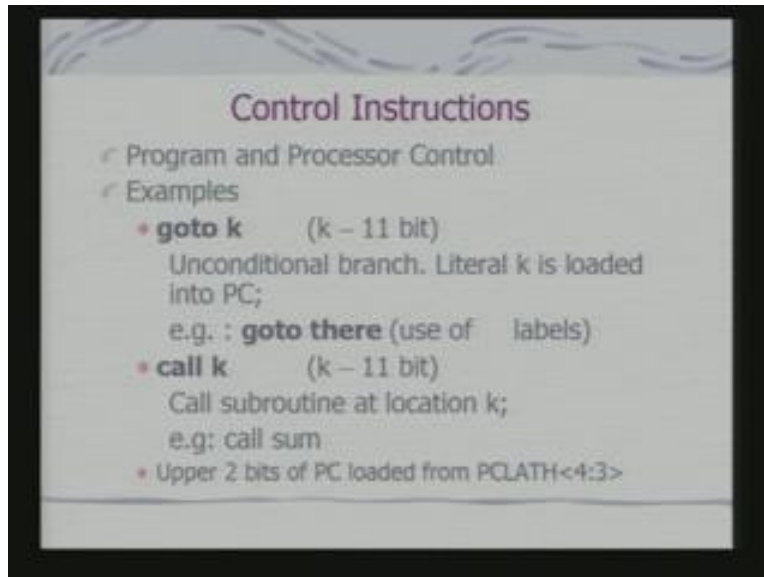 Control Instructions
Program and Processor Control
Examples
goto k (k – 11 bit)
Unconditional branch. Literal k is loaded
into PC;
e.g. : goto there (use of labels)
call k (k – 11 bit)
Call subroutine at location k;
e.g: call sum
Upper 2 bits of PC loaded from PCLATH<4:3>